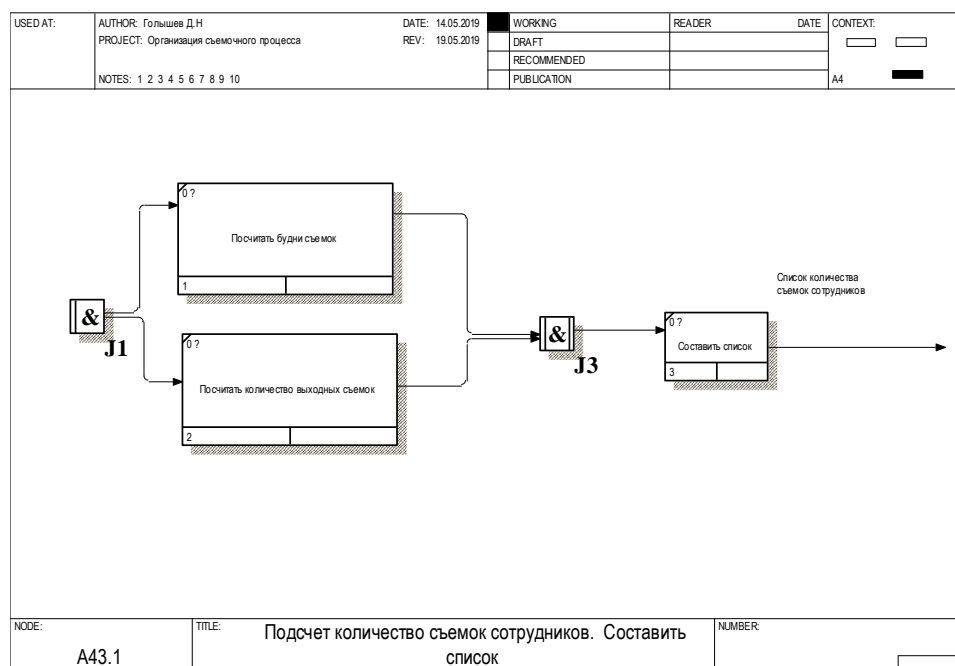 USED AT:
AUTHOR: Голышев Д.Н
DATE: 14.05.2019
WORKING
READER
DATE
CONTEXT:
PROJECT: Организация съемочного процесса
REV: 19.05.2019
DRAFT
RECOMMENDED
NOTES: 1 2 3 4 5 6 7 8 9 10
PUBLICATION
A4
0 ?
Посчитать будни съемок
1
&
J1
0 ?
Посчитать количество выходных съемок
2
&
J3
0 ?
Составить список
3
Список количества
съемок сотрудников
NODE:
A43.1
TITLE:
Подсчет количество съемок сотрудников. Составить
список
NUMBER: